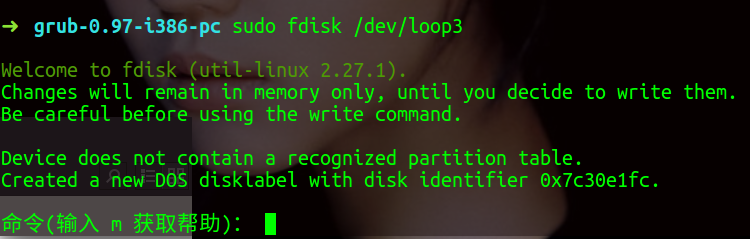 ➜ grub-0.97-i386-pc sudo fdisk /dev/loop3
Welcome to fdisk (util-linux 2.27.1).
Changes will remain in memory only, until you decide to write them.
Be careful before using the write command.
Device does not contain a recognized partition table.
Created a new DOS disklabel with disk identifier 0x7c30e1fc.
命令(输入 m 获取帮助)：